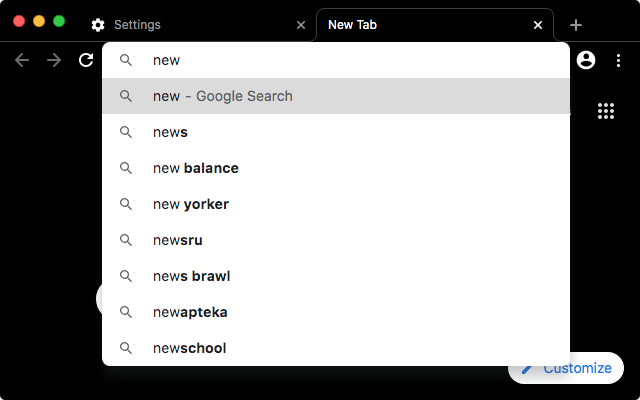 Settings
New Tab
new
new - Google Search
news
new balance
new yorker
newsru
news brawl
newapteka
newschool
Customize